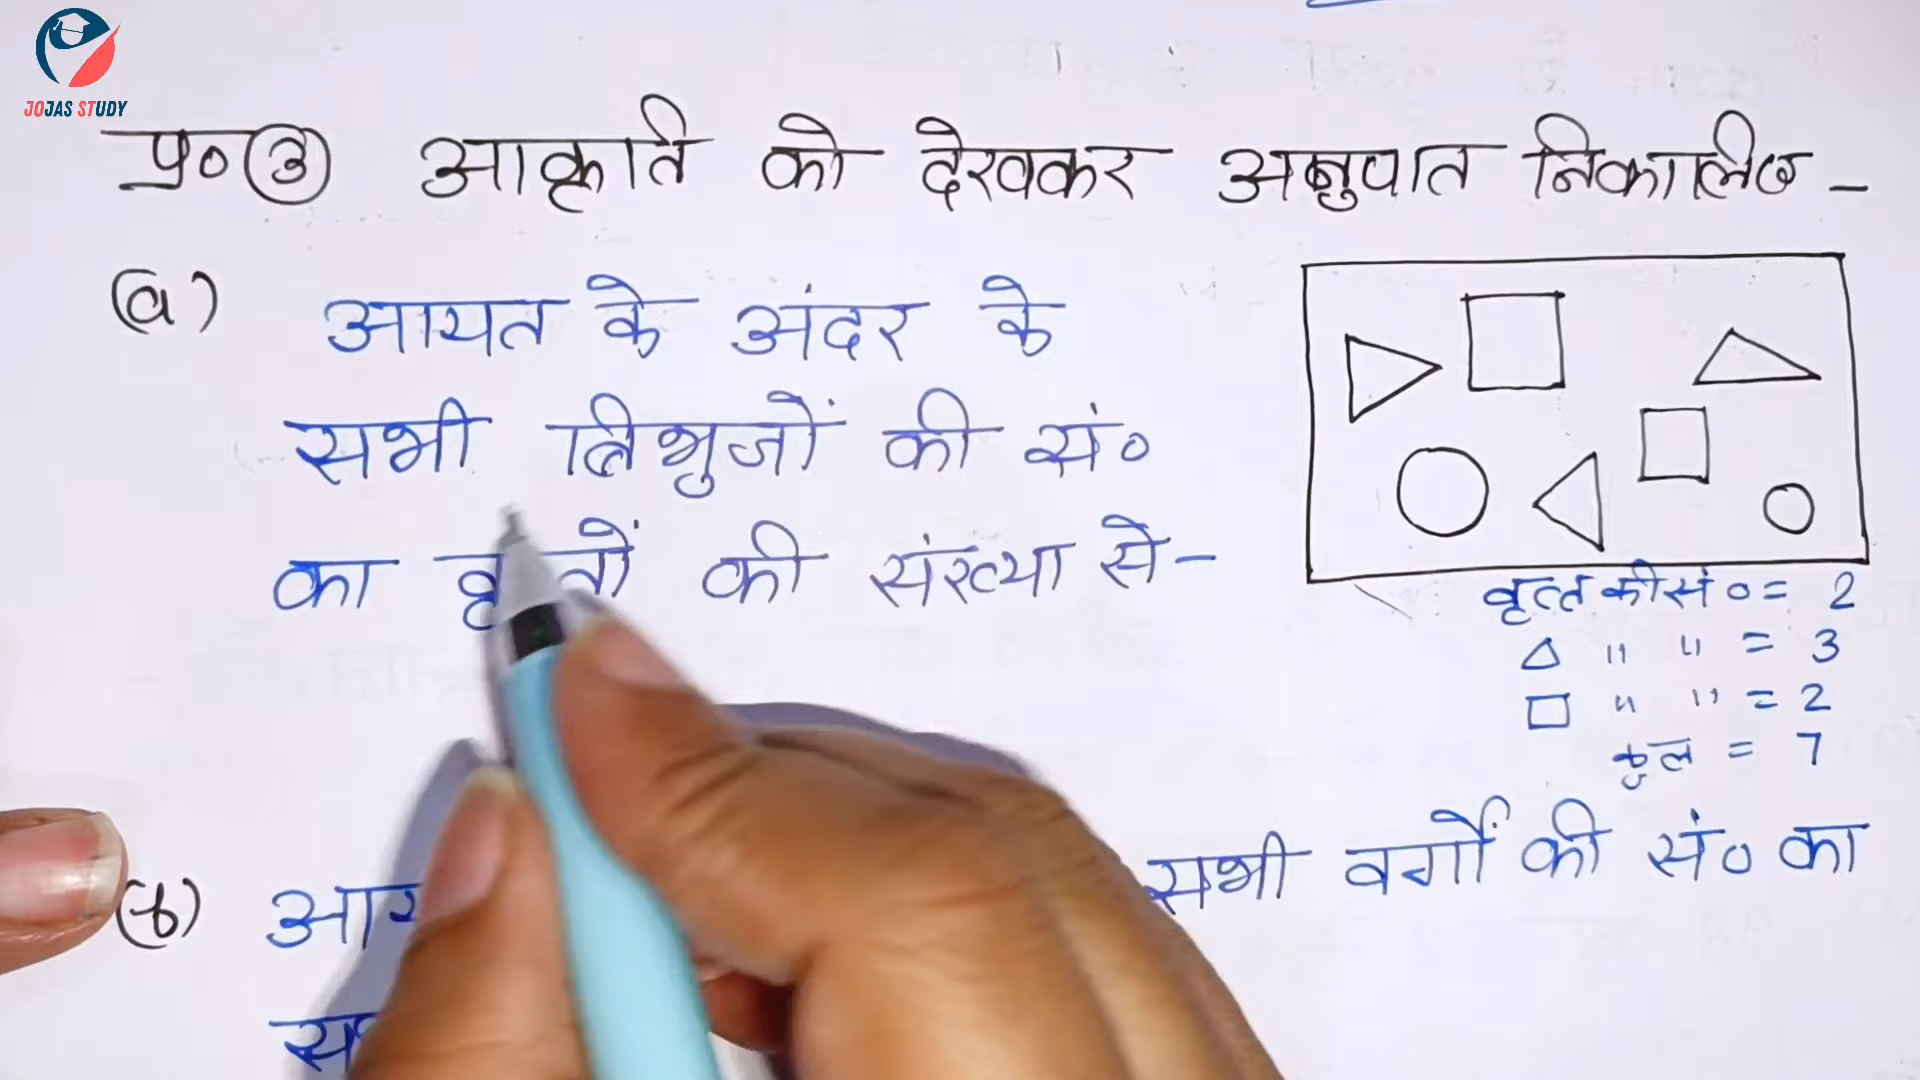 JOJAS STUDY
प्र० ③ आकृति को देखकर अनुपात निकालिए –
(a) आयत के अंदर के
सभी त्रिभुजों की सं०
का वृतों की संख्या से –
वृत्त की सं० = 2
△ " " = 3
□ " " = 2
कुल = 7
(b) सभी वर्गों की सं० का